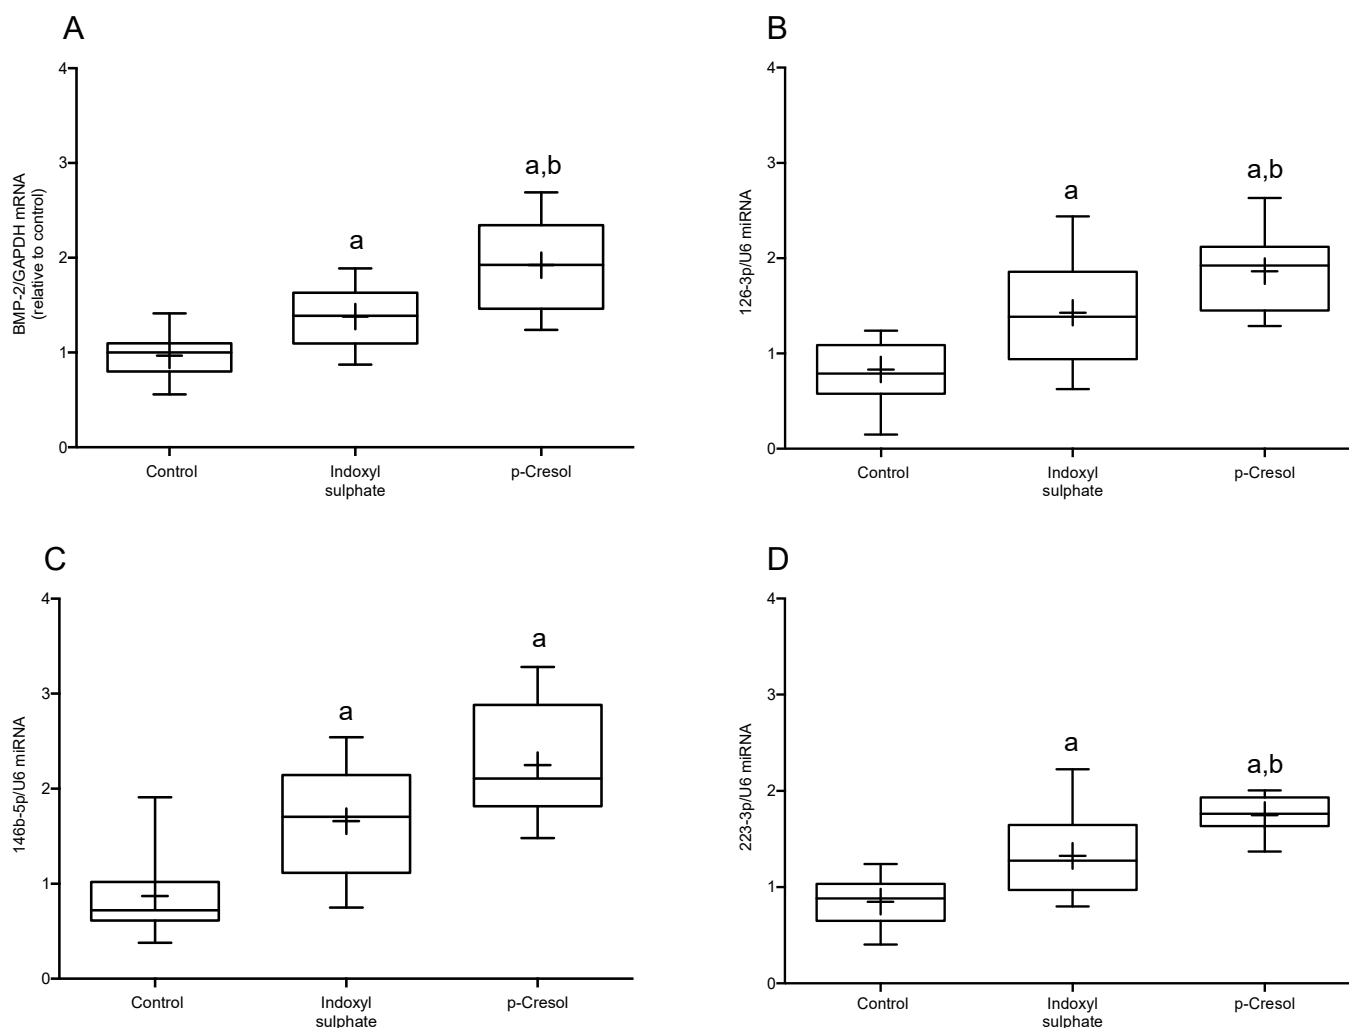 A
BMP-2/GAPDH mRNA
(relative to control)
4
3
2
1
0
a
a,b
Control
Indoxyl
sulphate
p-Cresol
B
126-3p/U6 miRNA
4
3
2
1
0
a
a,b
Control
Indoxyl
sulphate
p-Cresol
C
146b-5p/U6 miRNA
4
3
2
1
0
a
a
Control
Indoxyl
sulphate
p-Cresol
D
223-3p/U6 miRNA
4
3
2
1
0
a
a,b
Control
Indoxyl
sulphate
p-Cresol